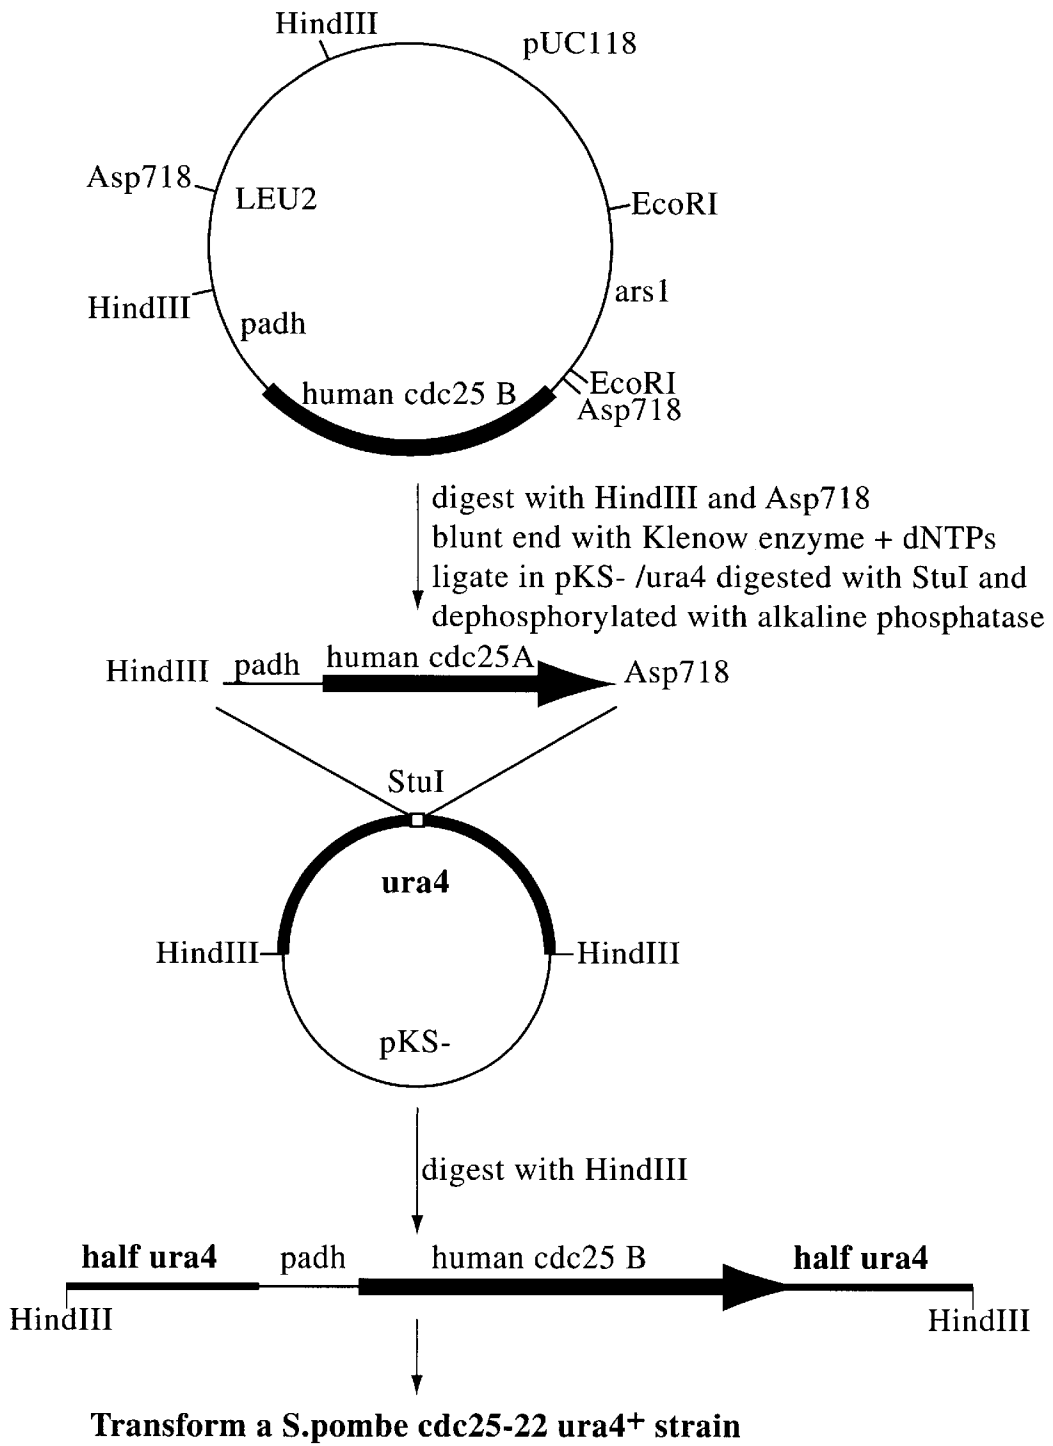 HindIII
pUC118
Asp718
LEU2
EcoRI
HindIII
ars1
padh
human cdc25 B
EcoRI
Asp718
digest with HindIII and Asp718
blunt end with Klenow enzyme + dNTPs
ligate in pKS- /ura4 digested with StuI and
dephosphorylated with alkaline phosphatase
HindIII padh human cdc25A Asp718
StuI
ura4
HindIII HindIII
pKS-
digest with HindIII
half ura4 padh human cdc25 B half ura4
HindIII HindIII
Transform a S.pombe cdc25-22 ura4+ strain